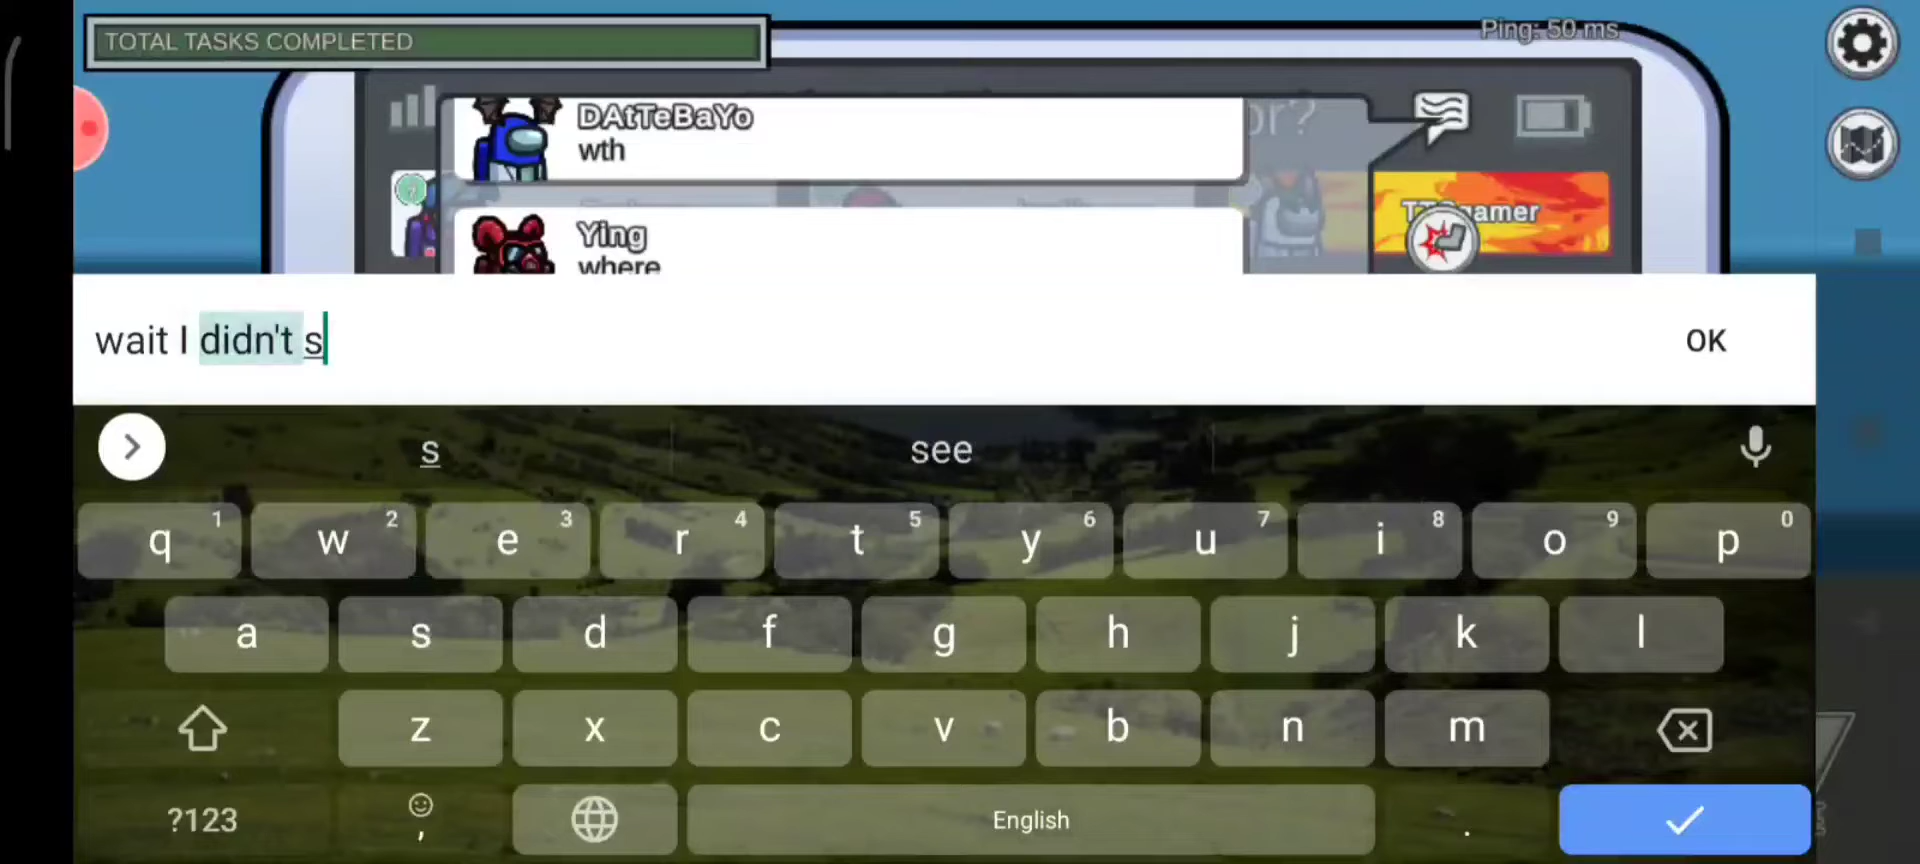 TOTAL TASKS COMPLETED
Ping: 50 ms
DAtTeBaYo
wth
or?
Ying
where
wait I didn't s
OK
s
see
q 1 w 2 e 3 r 4 t 5 y 6 u 7 i 8 o 9 p 0
a s d f g h j k l
z x c v b n m
?123 , English .